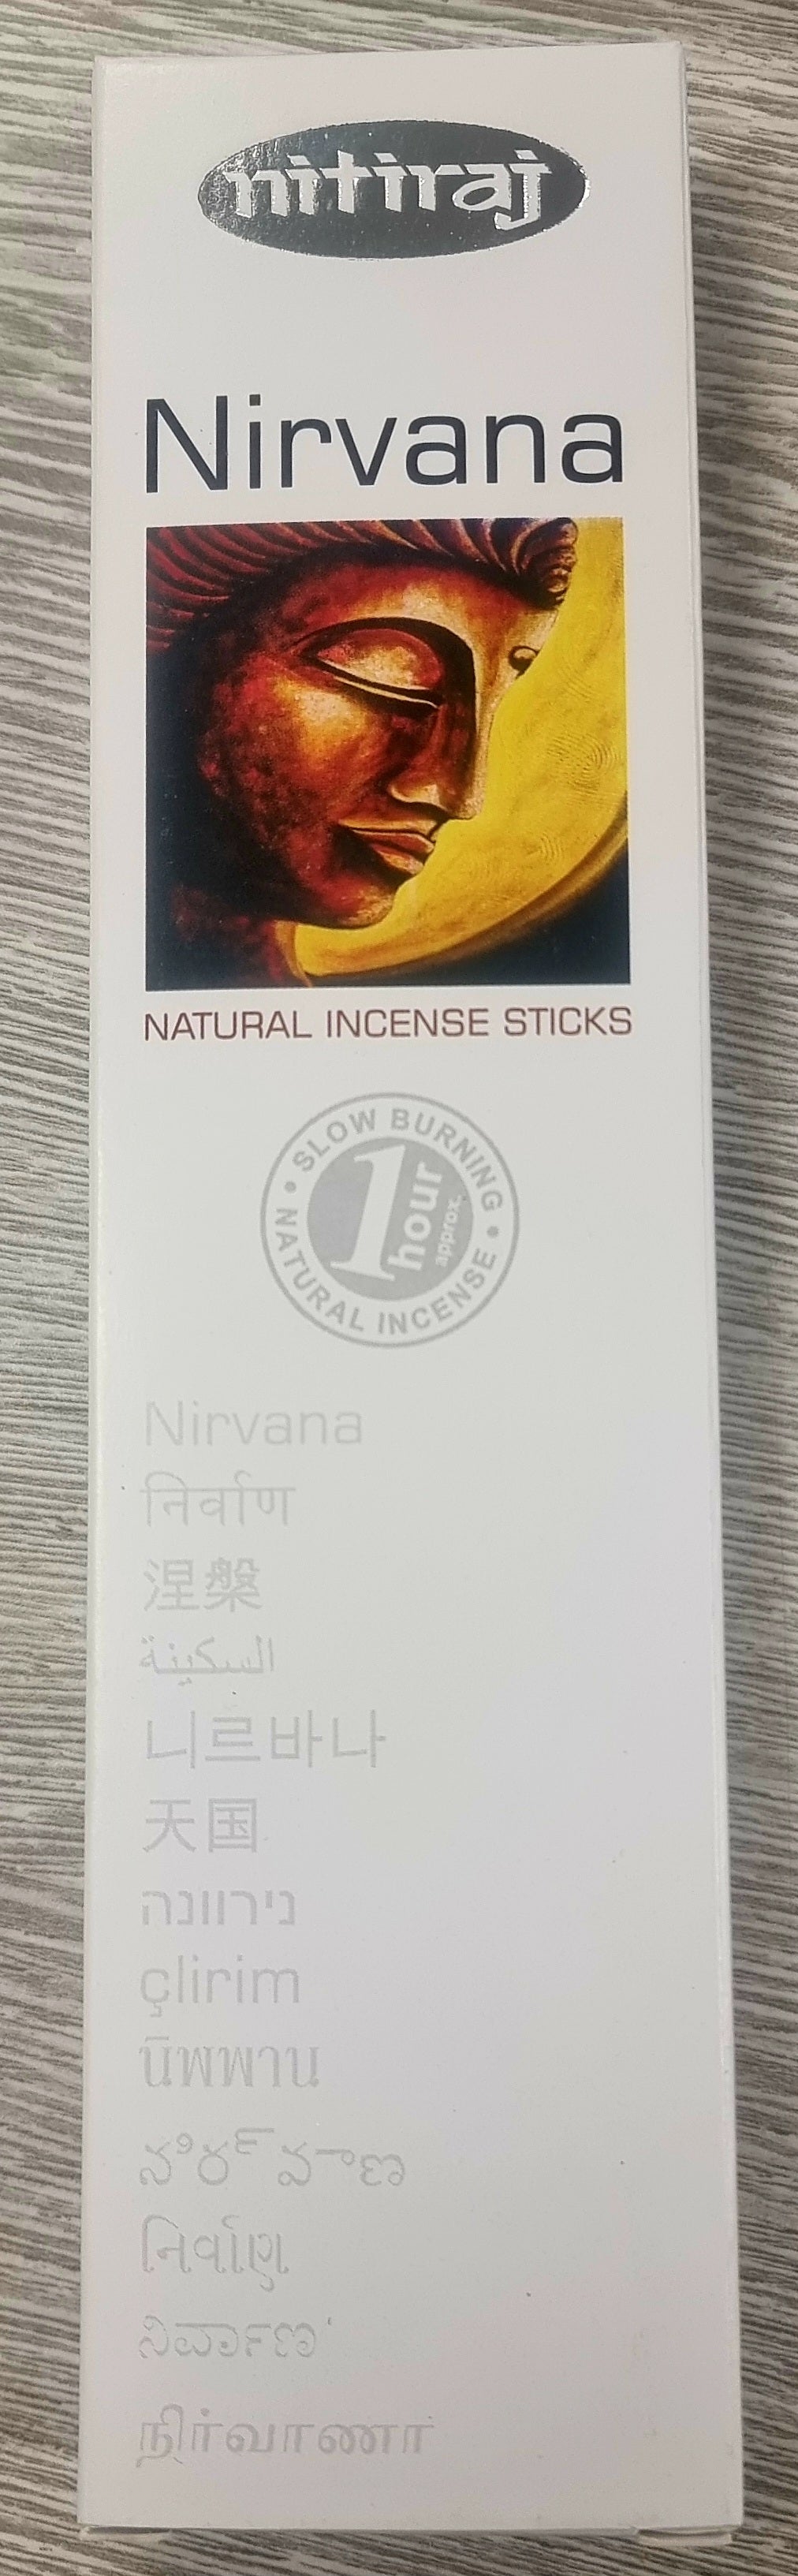 nitiraj
Nirvana
NATURAL INCENSE STICKS
• SLOW BURNING •
1 hour approx.
NATURAL INCENSE
Nirvana
निर्वाण
涅槃
السكينة
니르바나
天国
נירוונה
çlirim
นิพพาน
નિર્વાણ
நிர்வாணா